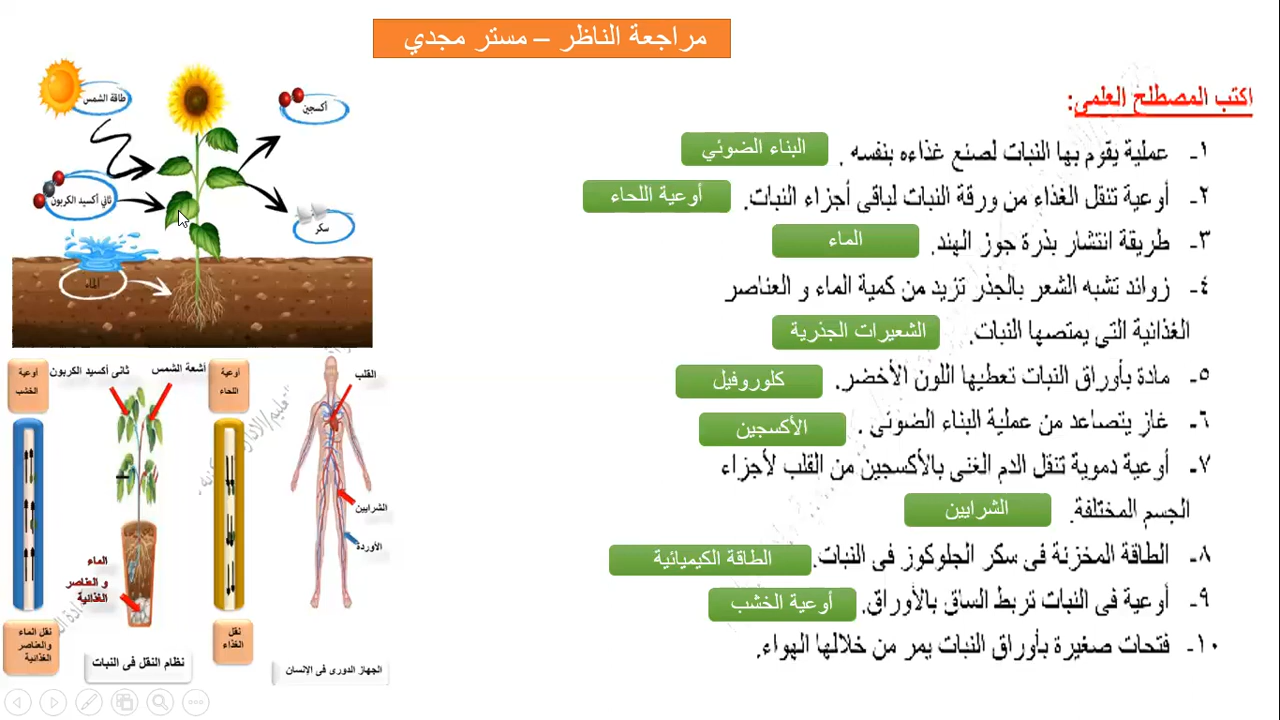 مراجعة الناظر – مستر مجدي
اكتب المصطلح العلمى:
١- عملية يقوم بها النبات لصنع غذاءه بنفسه . البناء الضوئي
٢- أوعية تنقل الغذاء من ورقة النبات لباقى أجزاء النبات. أوعية اللحاء
٣- طريقة انتشار بذرة جوز الهند. الماء
٤- زوائد تشبه الشعر بالجذر تزيد من كمية الماء و العناصر
الغذائية التى يمتصها النبات. الشعيرات الجذرية
٥- مادة بأوراق النبات تعطيها اللون الأخضر. كلوروفيل
٦- غاز يتصاعد من عملية البناء الضوئى . الأكسجين
٧- أوعية دموية تنقل الدم الغنى بالأكسجين من القلب لأجزاء
الجسم المختلفة. الشرايين
٨- الطاقة المخزنة فى سكر الجلوكوز فى النبات. الطاقة الكيميائية
٩- أوعية فى النبات تربط الساق بالأوراق. أوعية الخشب
١٠- فتحات صغيرة بأوراق النبات يمر من خلالها الهواء.
طاقة الشمس
أكسجين
ثاني أكسيد الكربون
سكر
الماء
القلب
الشرايين
الأوردة
الجهاز الدورى فى الإنسان
أوعية
اللحاء
أشعة الشمس
ثانى أكسيد الكربون
أوعية
الخشب
الماء
و العناصر
الغذائية
نقل
الغذاء
نقل الماء
والعناصر
الغذائية
نظام النقل فى النبات